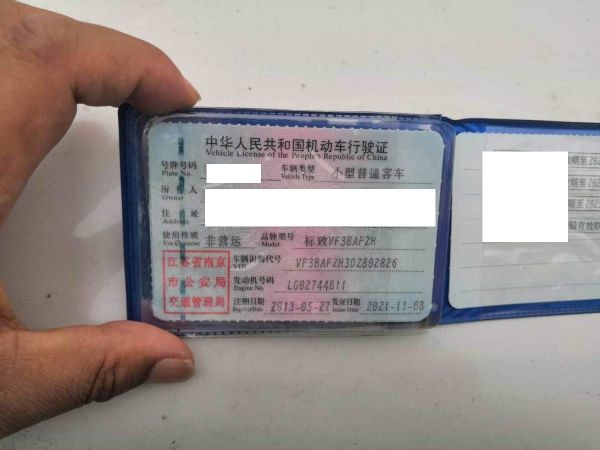 中华人民共和国机动车行驶证
Vehicle License of the People's Republic of China
号牌号码 车辆类型 小型普通客车
Plate No. Vehicle Type
所有人
Owner
住址
Address
使用性质 非营运 品牌型号 标致VF38AFZH
Use Character Model
江苏省南京
市公安局
交通管理局
车辆识别代号
VIN
发动机号码 LG02744811
Engine No.
注册日期 2013-05-27 发证日期 2021-11-08
Register Date Issue Date